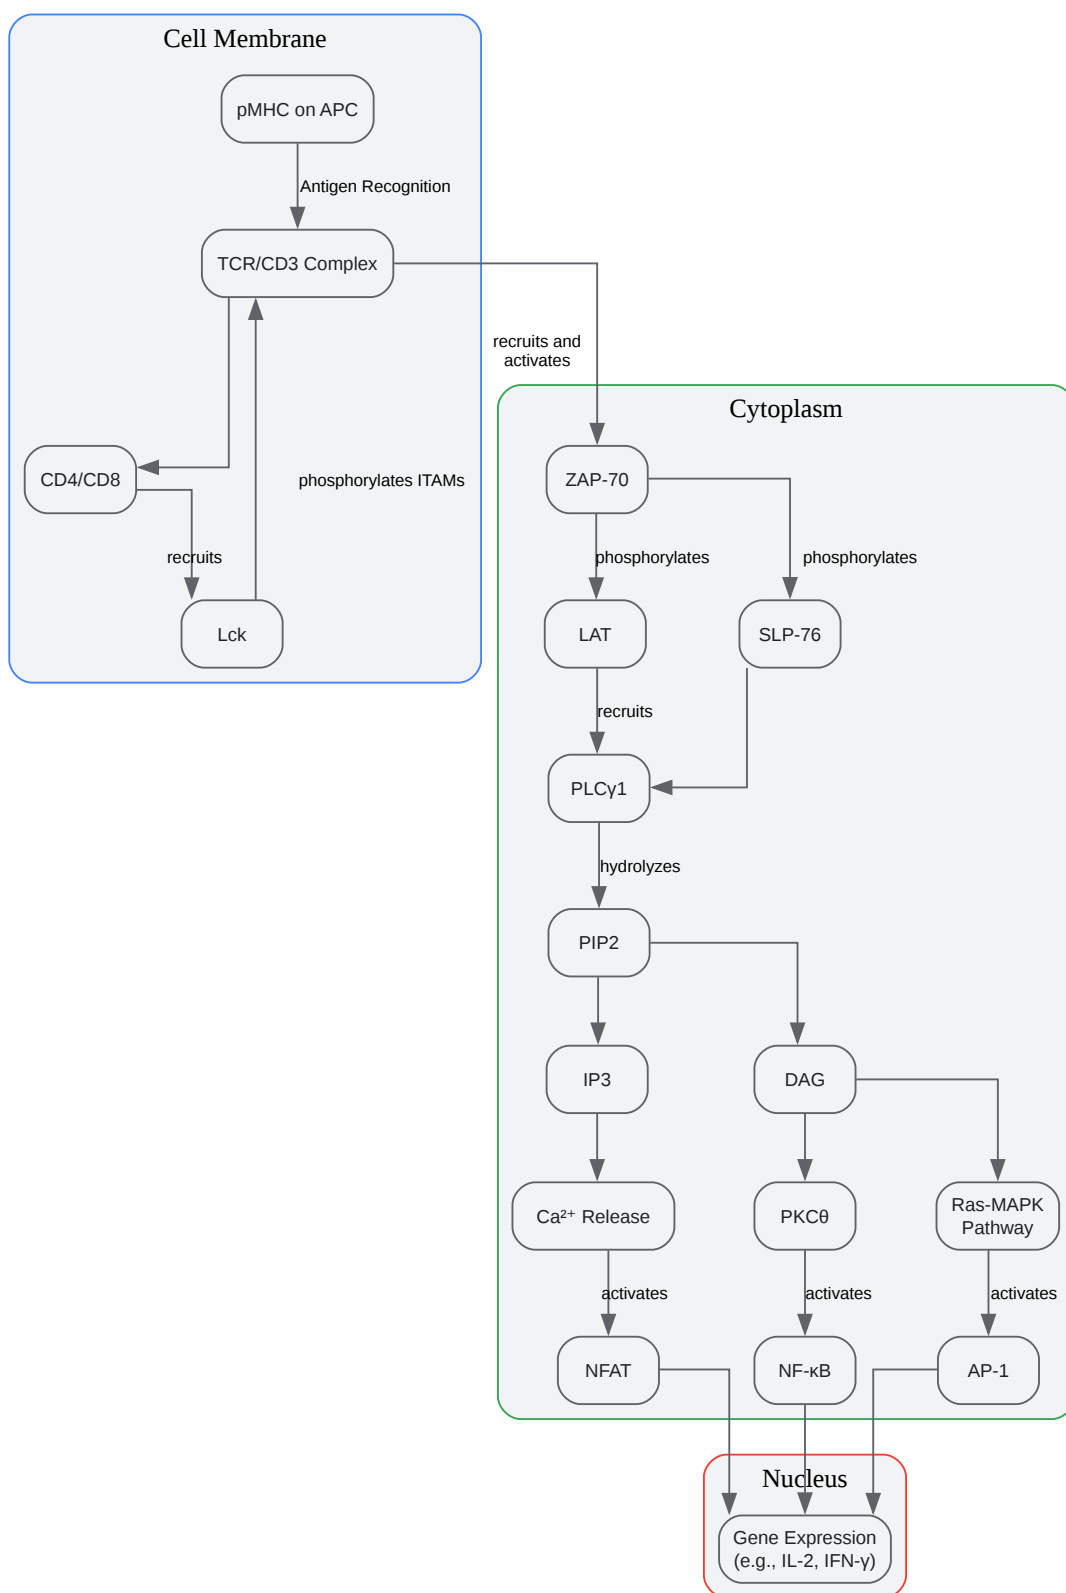 Cell Membrane
pMHC on APC
Antigen Recognition
TCR/CD3 Complex
recruits and
activates
Cytoplasm
CD4/CD8
phosphorylates ITAMs
ZAP-70
recruits
phosphorylates
phosphorylates
Lck
LAT
SLP-76
recruits
PLCγ1
hydrolyzes
PIP2
IP3
DAG
Ca²⁺ Release
PKCθ
Ras-MAPK
Pathway
activates
activates
activates
NFAT
NF-κB
AP-1
Nucleus
Gene Expression
(e.g., IL-2, IFN-γ)